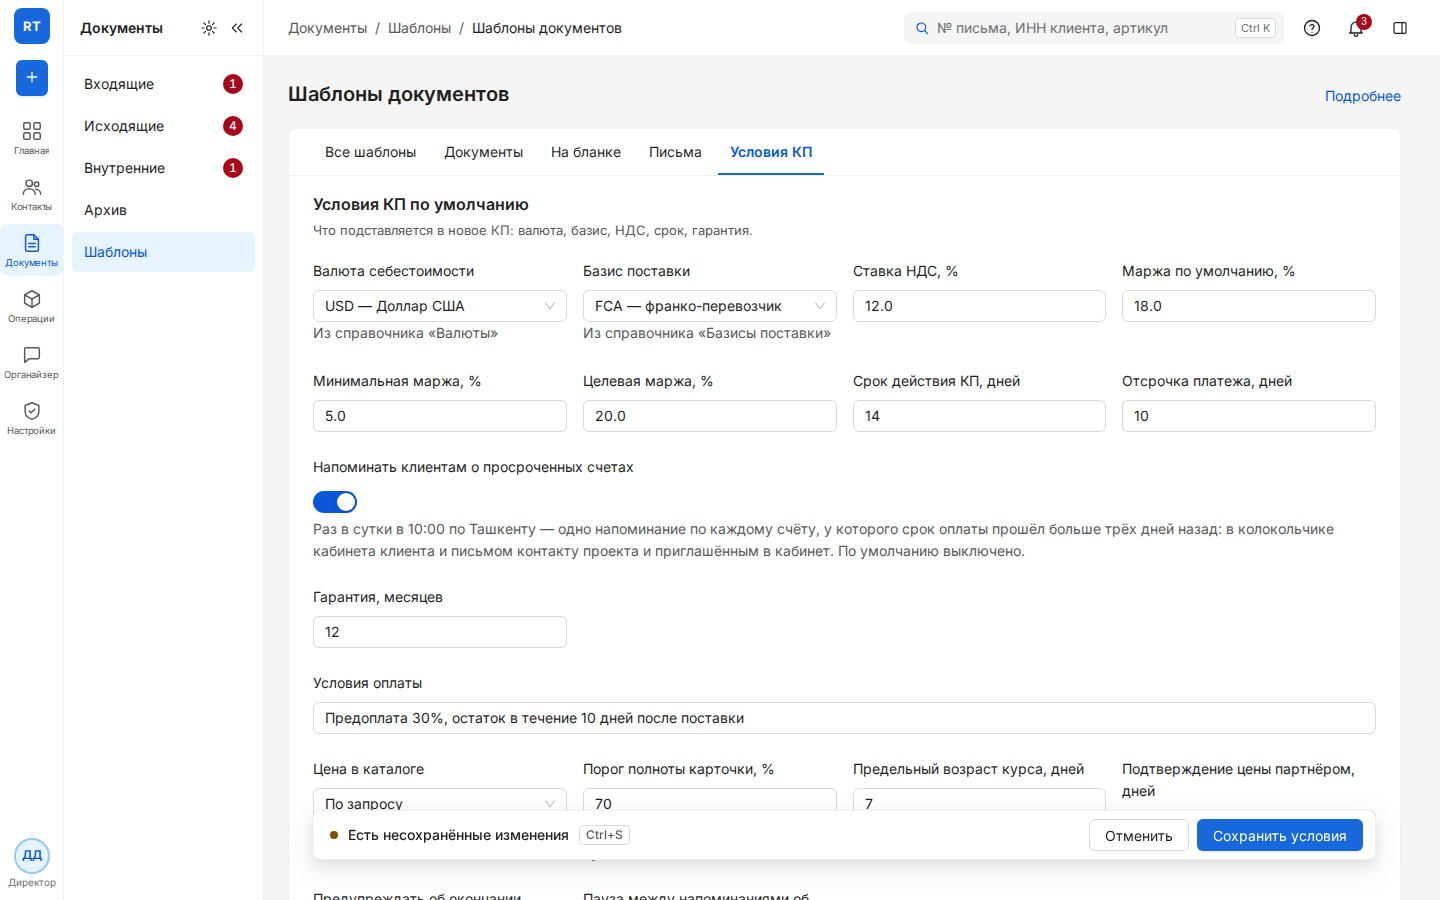 RT
Документы
Документы / Шаблоны / Шаблоны документов
№ письма, ИНН клиента, артикул
Ctrl K
3
Главная
Контакты
Документы
Операции
Органайзер
Настройки
ДД
Директор
Входящие 1
Исходящие 4
Внутренние 1
Архив
Шаблоны
Шаблоны документов
Подробнее
Все шаблоны Документы На бланке Письма Условия КП
Условия КП по умолчанию
Что подставляется в новое КП: валюта, базис, НДС, срок, гарантия.
Валюта себестоимости Базис поставки Ставка НДС, % Маржа по умолчанию, %
USD — Доллар США FCA — франко-перевозчик 12.0 18.0
Из справочника «Валюты» Из справочника «Базисы поставки»
Минимальная маржа, % Целевая маржа, % Срок действия КП, дней Отсрочка платежа, дней
5.0 20.0 14 10
Напоминать клиентам о просроченных счетах
Раз в сутки в 10:00 по Ташкенту — одно напоминание по каждому счёту, у которого срок оплаты прошёл больше трёх дней назад: в колокольчике
кабинета клиента и письмом контакту проекта и приглашённым в кабинет. По умолчанию выключено.
Гарантия, месяцев
12
Условия оплаты
Предоплата 30%, остаток в течение 10 дней после поставки
Цена в каталоге Порог полноты карточки, % Предельный возраст курса, дней Подтверждение цены партнёром,
дней
По запросу 70 7
Есть несохранённые изменения Ctrl+S Отменить Сохранить условия
Предупреждать об окончании Пауза между напоминаниями об